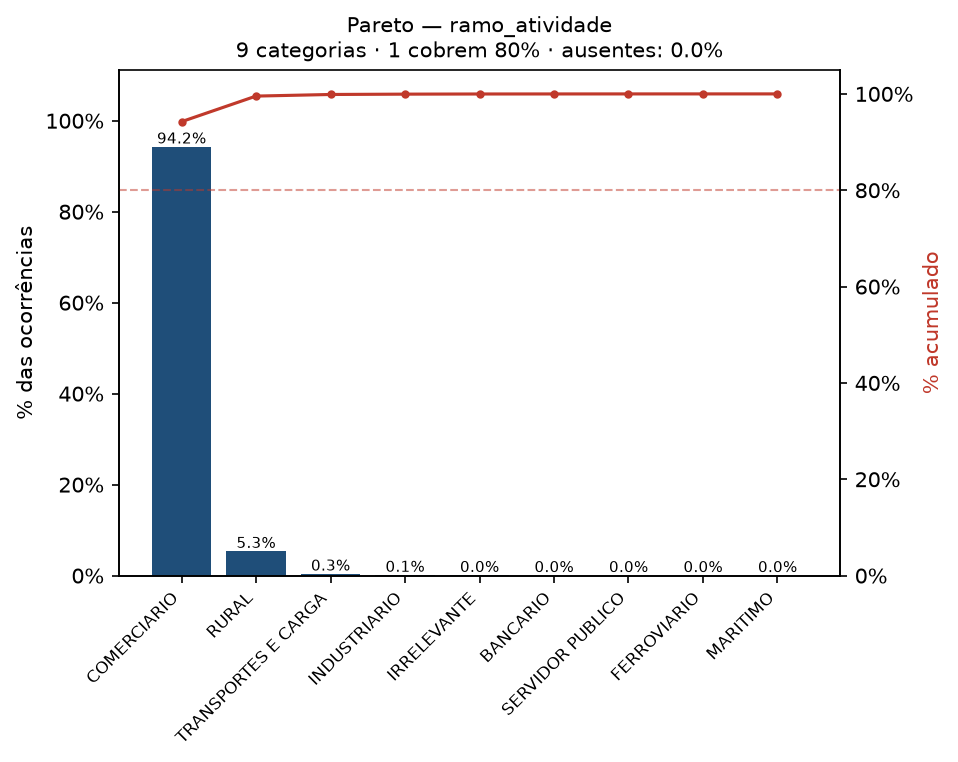 Pareto — ramo_atividade
9 categorias · 1 cobrem 80% · ausentes: 0.0%
% das ocorrências
100%
80%
60%
40%
20%
0%
94.2%
5.3%
0.3%
0.1%
0.0%
0.0%
0.0%
0.0%
0.0%
100%
80%
60%
40%
20%
0%
% acumulado
COMERCIARIO
RURAL
TRANSPORTES E CARGA
INDUSTRIARIO
IRRELEVANTE
BANCARIO
SERVIDOR PUBLICO
FERROVIARIO
MARITIMO